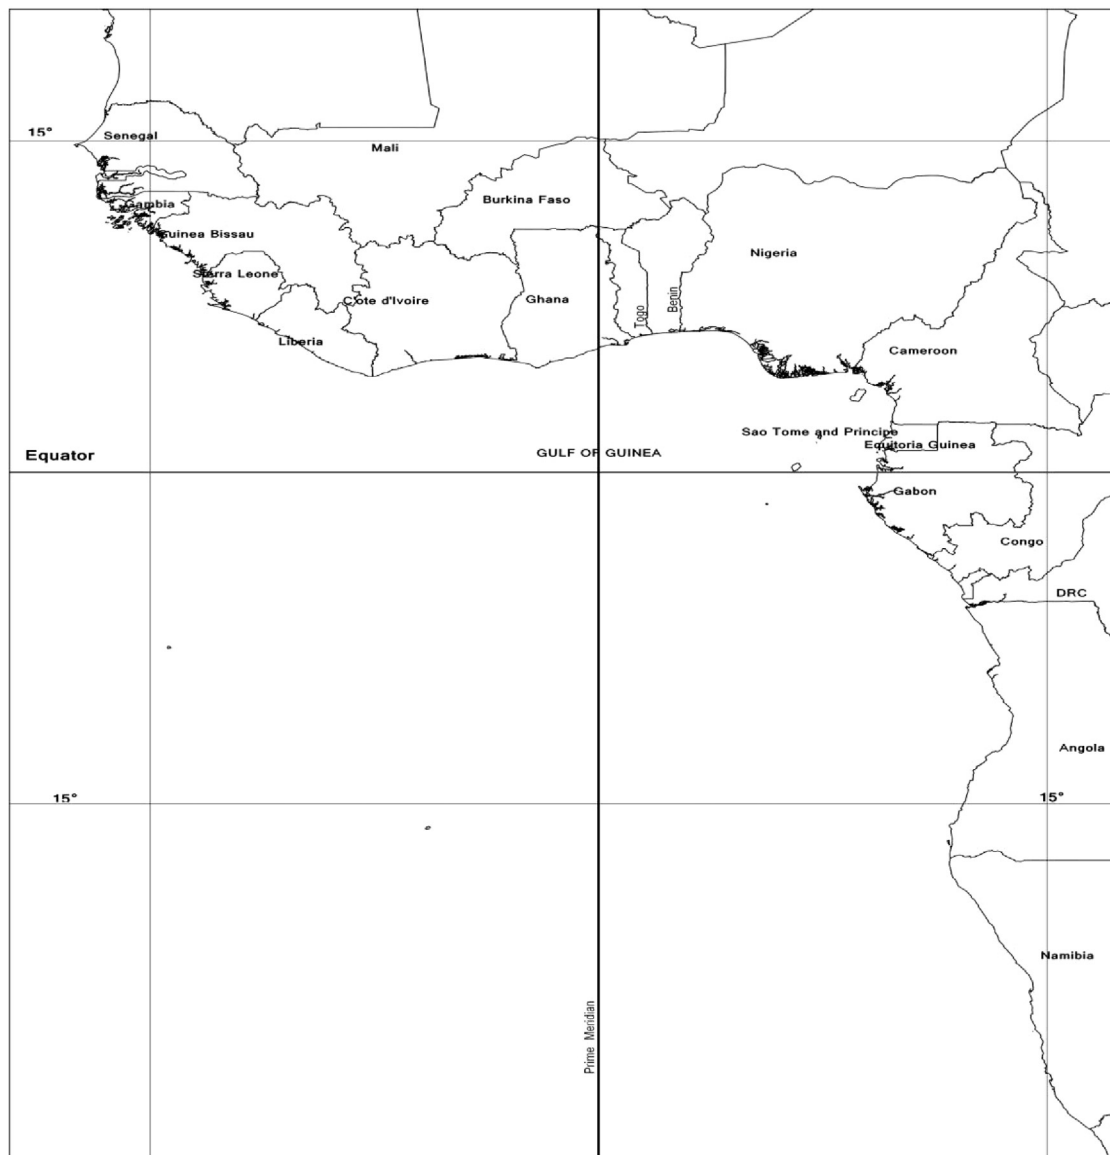 15°
Senegal
Mali
Gambia
Burkina Faso
Guinea Bissau
Nigeria
Sierra Leone
Cote d'Ivoire
Ghana
Togo
Benin
Liberia
Cameroon
Sao Tome and Principe
Equitoria Guinea
Equator
GULF OF GUINEA
Gabon
Congo
DRC
Angola
15°
15°
Namibia
Prime Meridian